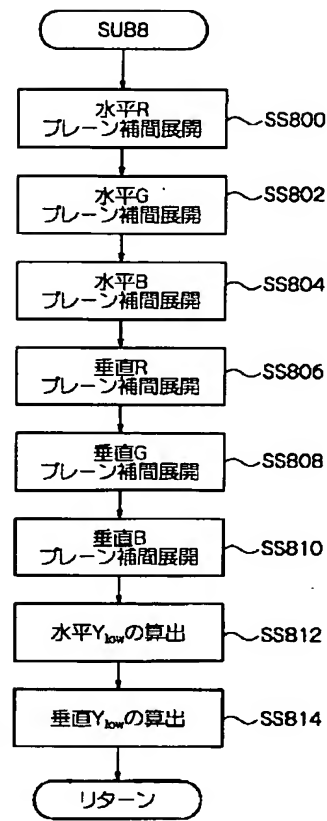 SUB8
水平R
プレーン補間展開
SS800
水平G
プレーン補間展開
SS802
水平B
プレーン補間展開
SS804
垂直R
プレーン補間展開
SS806
垂直G
プレーン補間展開
SS808
垂直B
プレーン補間展開
SS810
水平Ylowの算出
SS812
垂直Ylowの算出
SS814
リターン